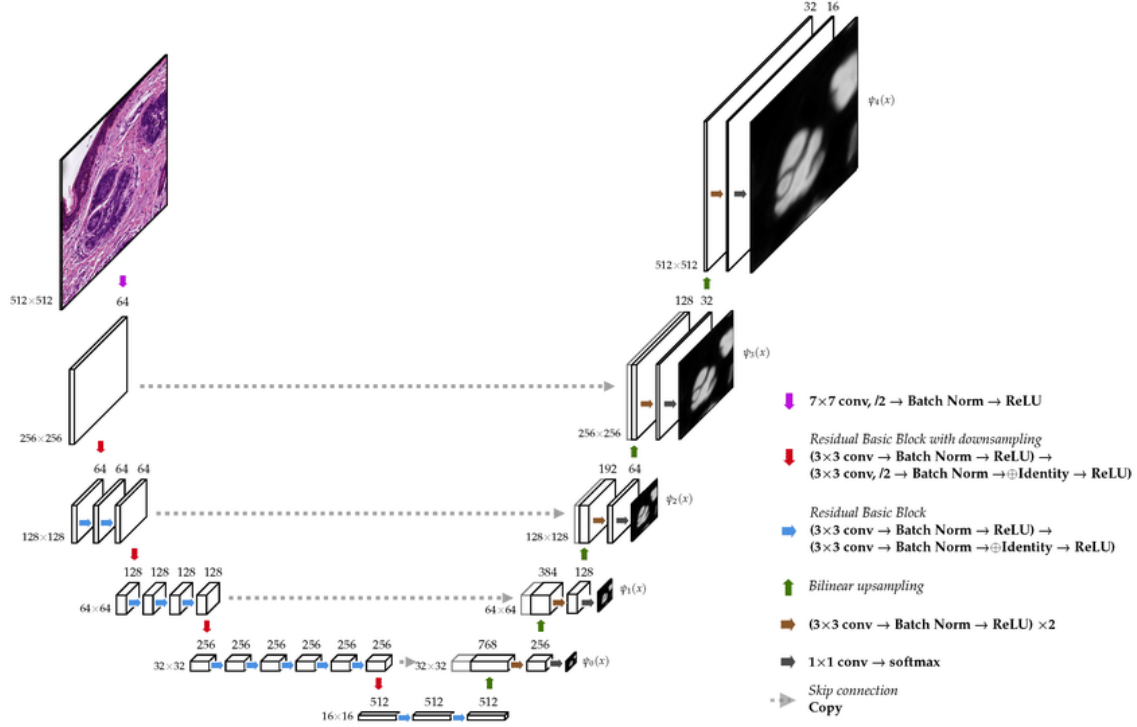 32 16
ψ₄(x)
512×512
512×512
64
128 32
ψ₃(x)
256×256
256×256
7×7 conv, /2 → Batch Norm → ReLU
Residual Basic Block with downsampling
(3×3 conv → Batch Norm → ReLU) →
(3×3 conv, /2 → Batch Norm →⊕Identity → ReLU)
64 64 64
192 64
ψ₂(x)
128×128
128×128
Residual Basic Block
(3×3 conv → Batch Norm → ReLU) →
(3×3 conv → Batch Norm →⊕Identity → ReLU)
128 128 128 128
384 128
ψ₁(x)
64×64
64×64
Bilinear upsampling
(3×3 conv → Batch Norm → ReLU) ×2
256 256 256 256 256 256
768 256
ψ₀(x)
32×32
32×32
1×1 conv → softmax
512 512 512
16×16
Skip connection
Copy